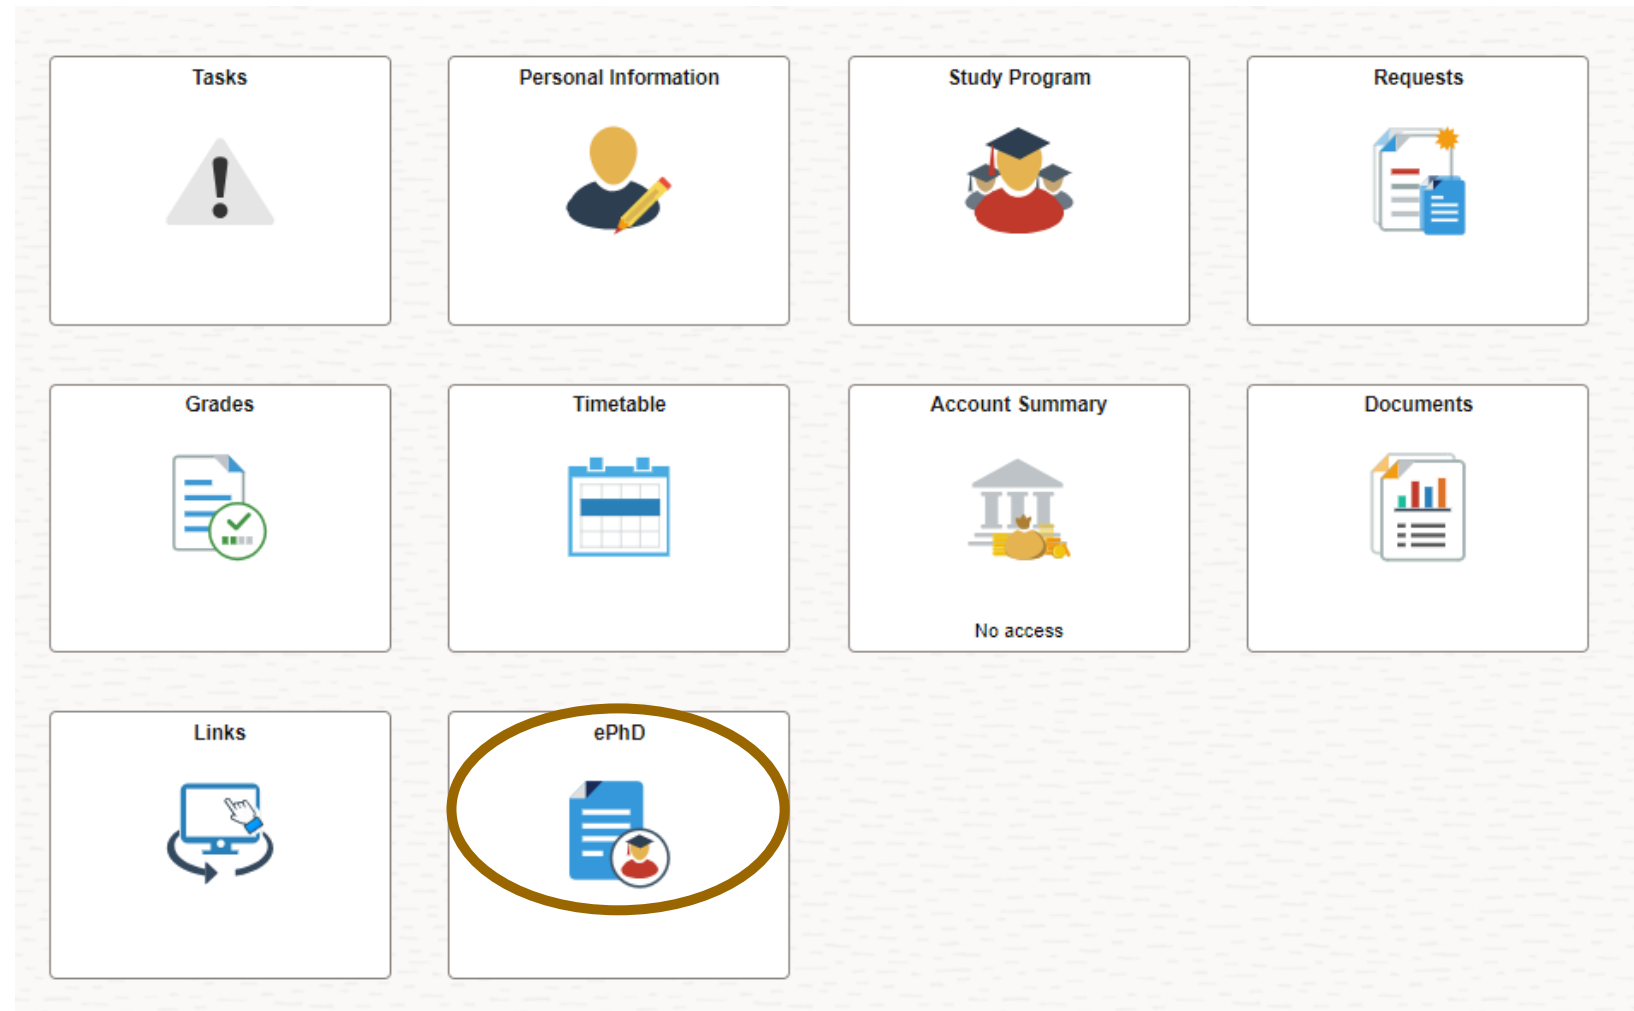 Tasks
Personal Information
Study Program
Requests
Grades
Timetable
Account Summary
Documents
No access
Links
ePhD